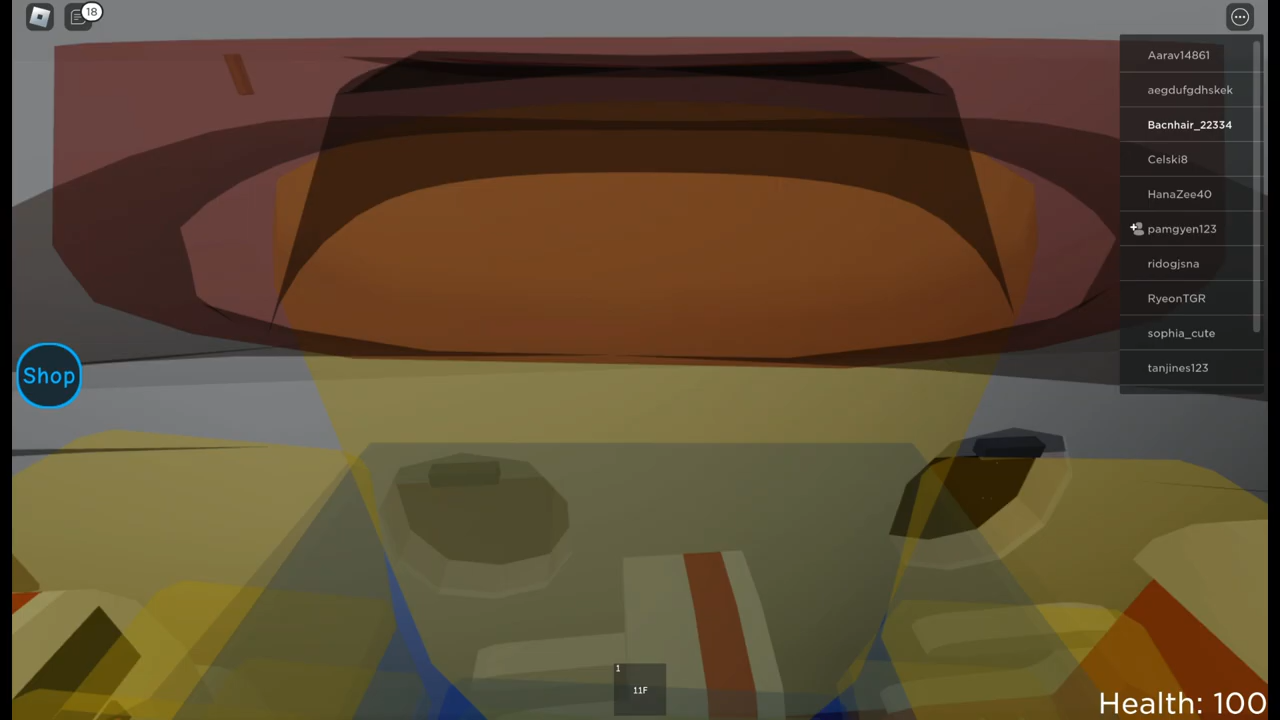 18
Aarav14861
aegdufgdhskek
Bacnhair_22334
Celski8
HanaZee40
pamgyen123
ridogjsna
RyeonTGR
sophia_cute
tanjines123
Shop
1
11F
Health: 100